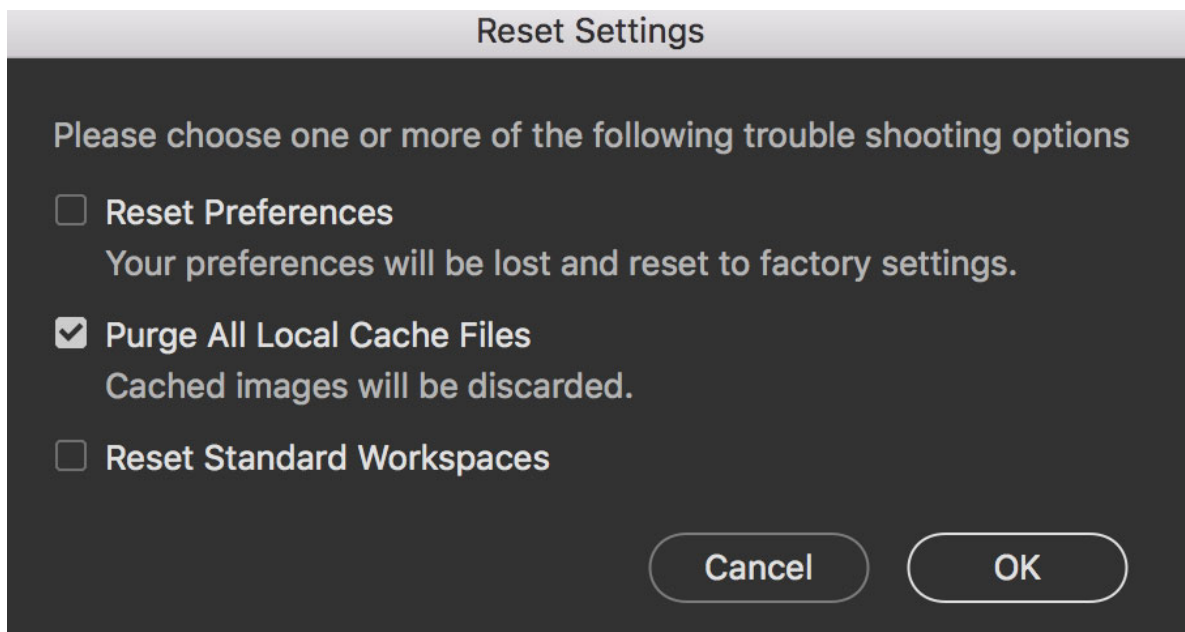 Reset Settings
Please choose one or more of the following trouble shooting options
Reset Preferences
Your preferences will be lost and reset to factory settings.
Purge All Local Cache Files
Cached images will be discarded.
Reset Standard Workspaces
Cancel OK